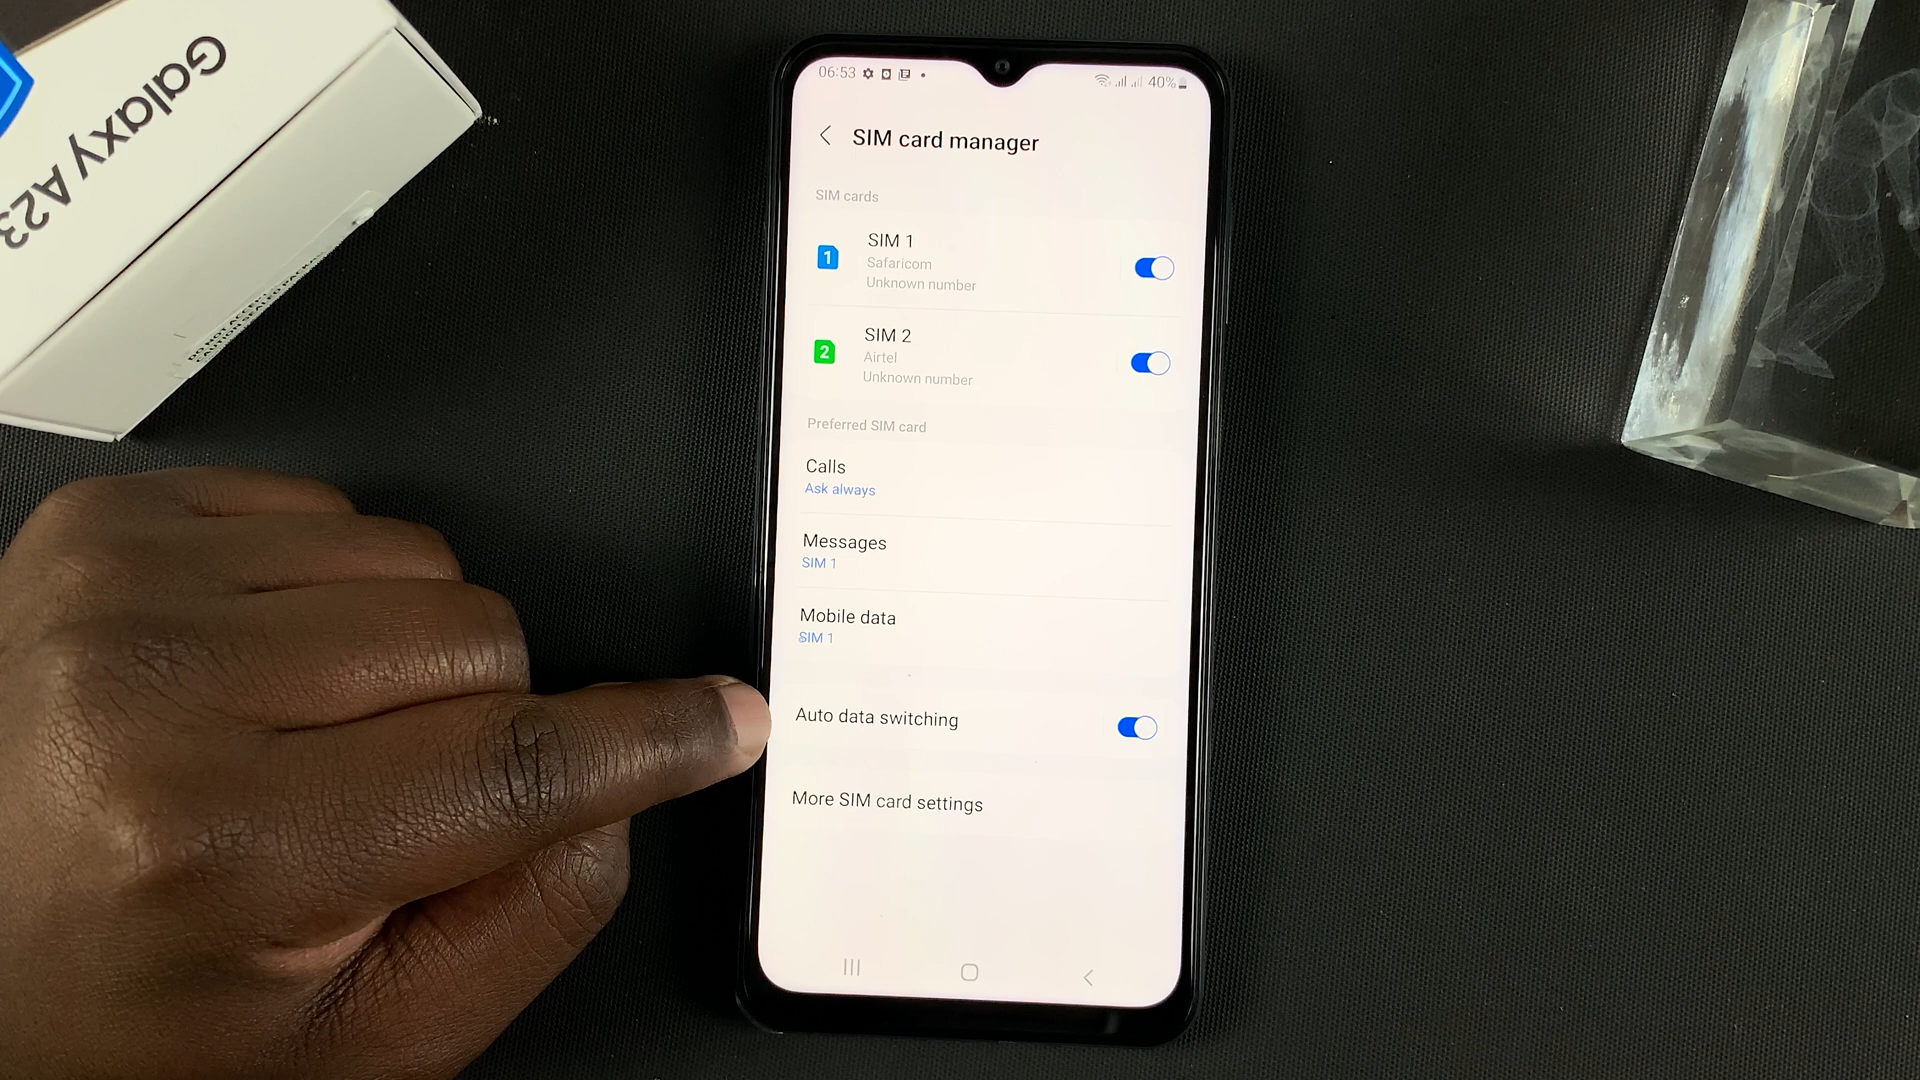 Galaxy A23
06:53
40%
SIM card manager
SIM cards
1
SIM 1
Safaricom
Unknown number
2
SIM 2
Airtel
Unknown number
Preferred SIM card
Calls
Ask always
Messages
SIM 1
Mobile data
SIM 1
Auto data switching
More SIM card settings